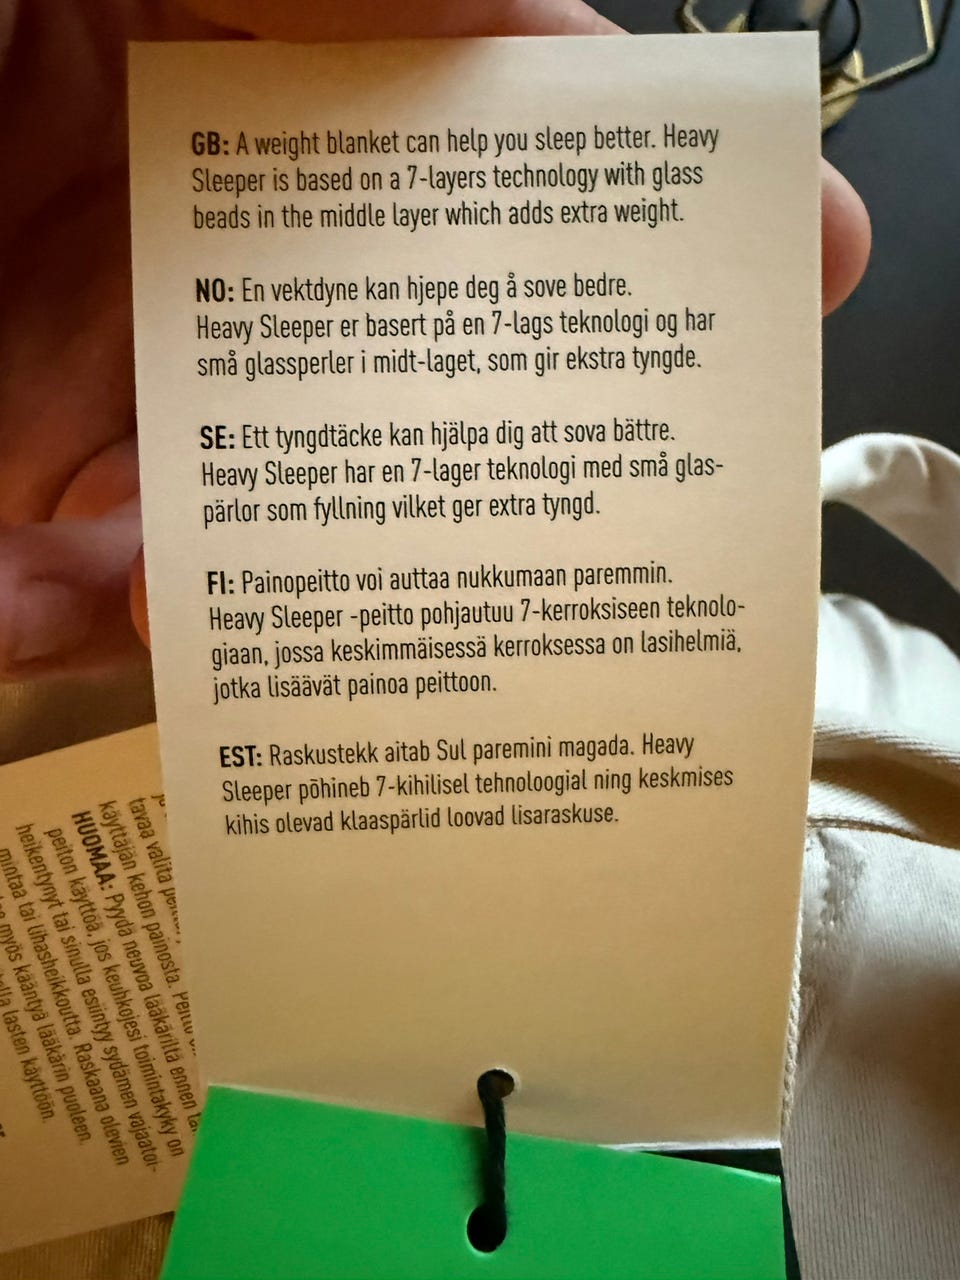 GB: A weight blanket can help you sleep better. Heavy
Sleeper is based on a 7-layers technology with glass
beads in the middle layer which adds extra weight.
NO: En vektdyne kan hjepe deg å sove bedre.
Heavy Sleeper er basert på en 7-lags teknologi og har
små glassperler i midt-laget, som gir ekstra tyngde.
SE: Ett tyngdtäcke kan hjälpa dig att sova bättre.
Heavy Sleeper har en 7-lager teknologi med små glas-
pärlor som fyllning vilket ger extra tyngd.
FI: Painopeitto voi auttaa nukkumaan paremmin.
Heavy Sleeper -peitto pohjautuu 7-kerroksiseen teknolo-
giaan, jossa keskimmäisessä kerroksessa on lasihelmiä,
jotka lisäävät painoa peittoon.
EST: Raskustekk aitab Sul paremini magada. Heavy
Sleeper põhineb 7-kihilisel tehnoloogial ning keskmises
kihis olevad klaaspärlid loovad lisaraskuse.
tavaa valita
käyttäjän kehon painosta.
HUOMAA: Pyydä neuvoa lääkäriltä ennen
peiton käyttöä, jos keuhkojesi toimintakyky on
heikentynyt tai sinulla esiintyy sydämen vajaatoi-
mintaa tai lihasheikkoutta. Raskaana olevien
myös kääntyä lääkärin puoleen.
lasten käyttöön.